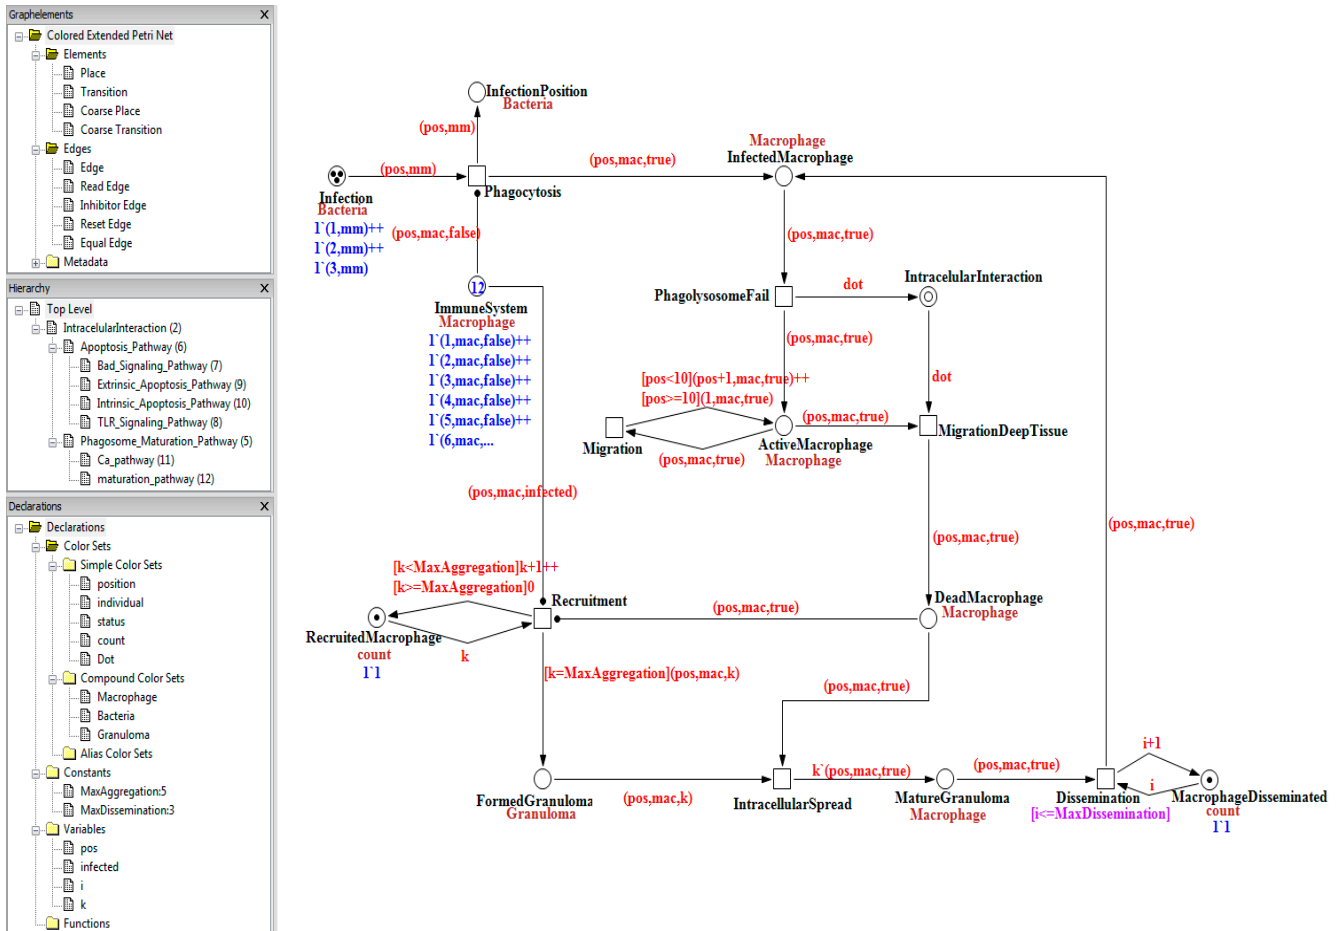 Graphelements
X
Colored Extended Petri Net
Elements
Place
Transition
Coarse Place
Coarse Transition
Edges
Edge
Read Edge
Inhibitor Edge
Reset Edge
Equal Edge
Metadata
Hierarchy
X
Top Level
IntracelularInteraction (2)
Apoptosis_Pathway (6)
Bad_Signaling_Pathway (7)
Extrinsic_Apoptosis_Pathway (9)
Intrinsic_Apoptosis_Pathway (10)
TLR_Signaling_Pathway (8)
Phagosome_Maturation_Pathway (5)
Ca_pathway (11)
maturation_pathway (12)
Declarations
X
Declarations
Color Sets
Simple Color Sets
position
individual
status
count
Dot
Compound Color Sets
Macrophage
Bacteria
Granuloma
Alias Color Sets
Constants
MaxAggregation:5
MaxDissemination:3
Variables
pos
infected
i
k
Functions
InfectionPosition
Bacteria
(pos,mm)
(pos,mm)
Phagocytosis
Infection
Bacteria
1`(1,mm)++
1`(2,mm)++
1`(3,mm)
(pos,mac,true)
Macrophage
InfectedMacrophage
(pos,mac,false)
12
ImmuneSystem
Macrophage
1`(1,mac,false)++
1`(2,mac,false)++
1`(3,mac,false)++
1`(4,mac,false)++
1`(5,mac,false)++
1`(6,mac,...
(pos,mac,true)
PhagolysosomeFail
dot
IntracelularInteraction
(pos,mac,true)
dot
[pos<10](pos+1,mac,true)++
[pos>=10](1,mac,true)
Migration
(pos,mac,true)
ActiveMacrophage
Macrophage
(pos,mac,true)
MigrationDeepTissue
(pos,mac,infected)
(pos,mac,true)
(pos,mac,true)
[k<MaxAggregation]k+1++
[k>=MaxAggregation]0
RecruitedMacrophage
count
1`1
k
Recruitment
(pos,mac,true)
DeadMacrophage
Macrophage
[k=MaxAggregation](pos,mac,k)
(pos,mac,true)
FormedGranuloma
Granuloma
(pos,mac,k)
IntracellularSpread
k`(pos,mac,true)
MatureGranuloma
Macrophage
(pos,mac,true)
Dissemination
[i<=MaxDissemination]
i+1
i
MacrophageDisseminated
count
1`1